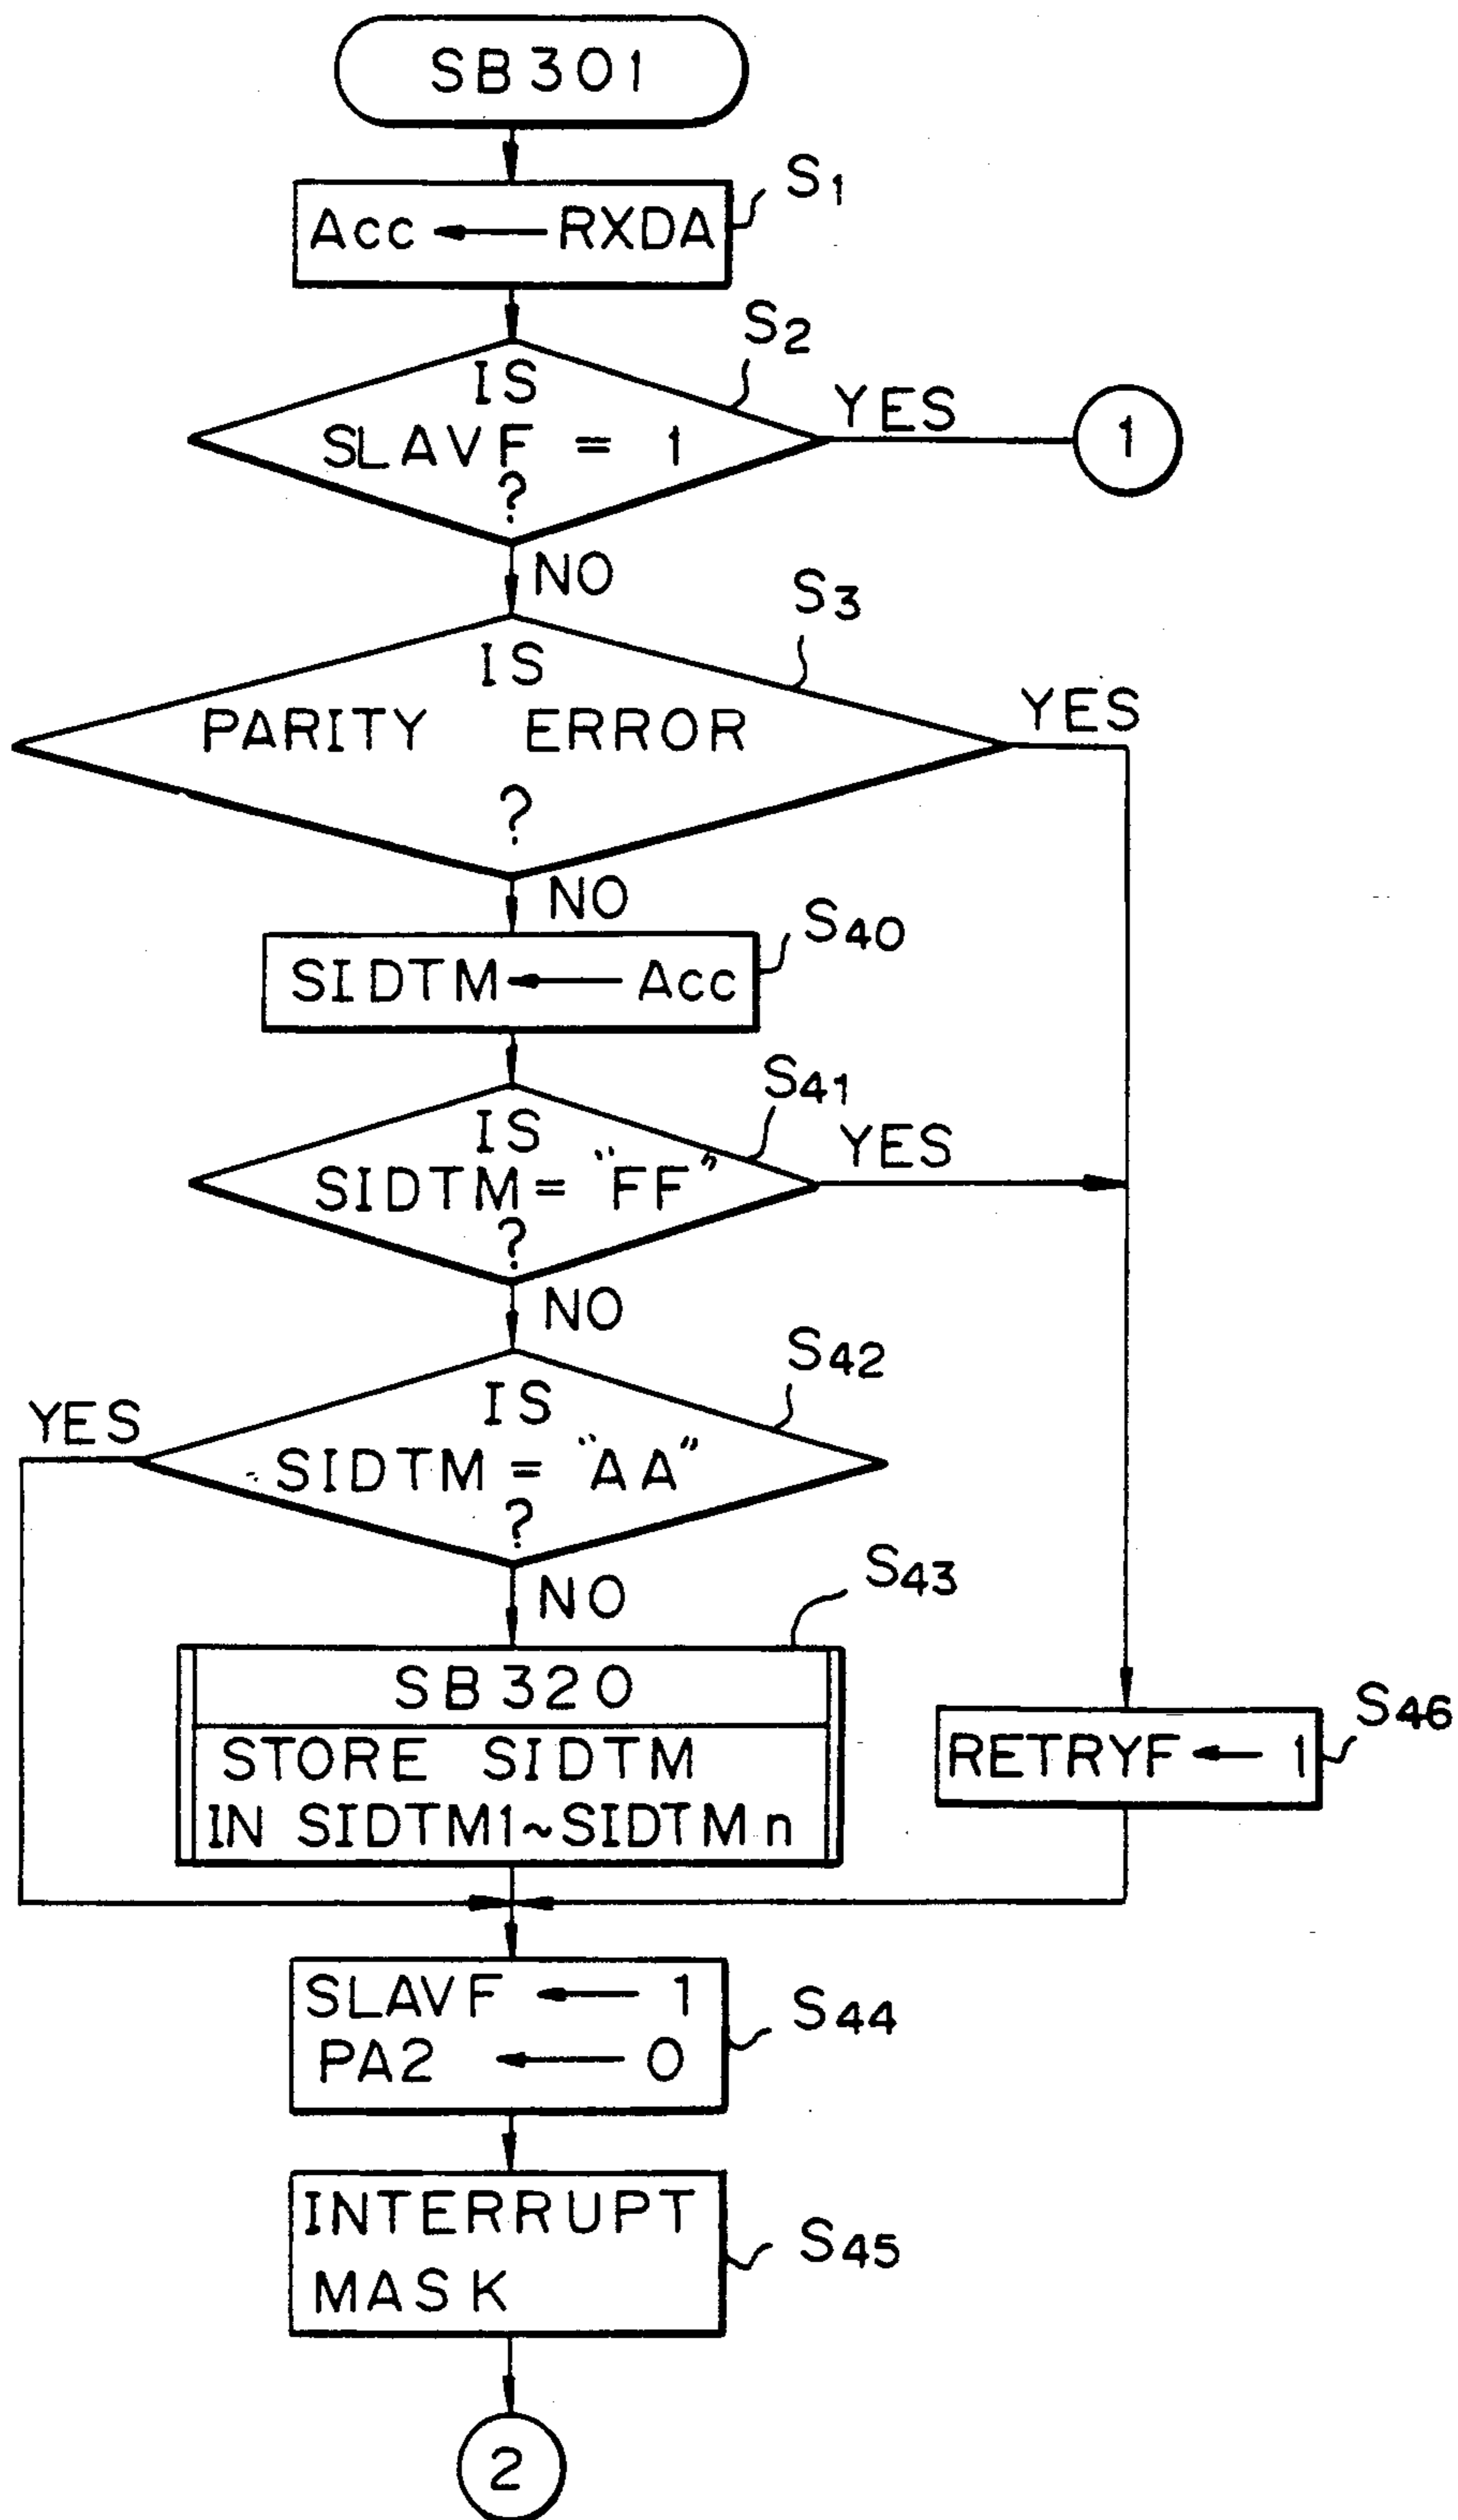 SB301
S1
Acc ← RXDA
S2
IS
SLAVF = 1
?
YES
1
NO
S3
IS
PARITY ERROR
?
YES
NO
S40
SIDTM ← Acc
S41
IS
SIDTM = "FF"
?
YES
NO
S42
IS
SIDTM = "AA"
?
YES
NO
S43
SB320
STORE SIDTM
IN SIDTM1~SIDTMn
S46
RETRYF ← 1
SLAVF ← 1
PA2 ← 0
S44
INTERRUPT
MASK
S45
2